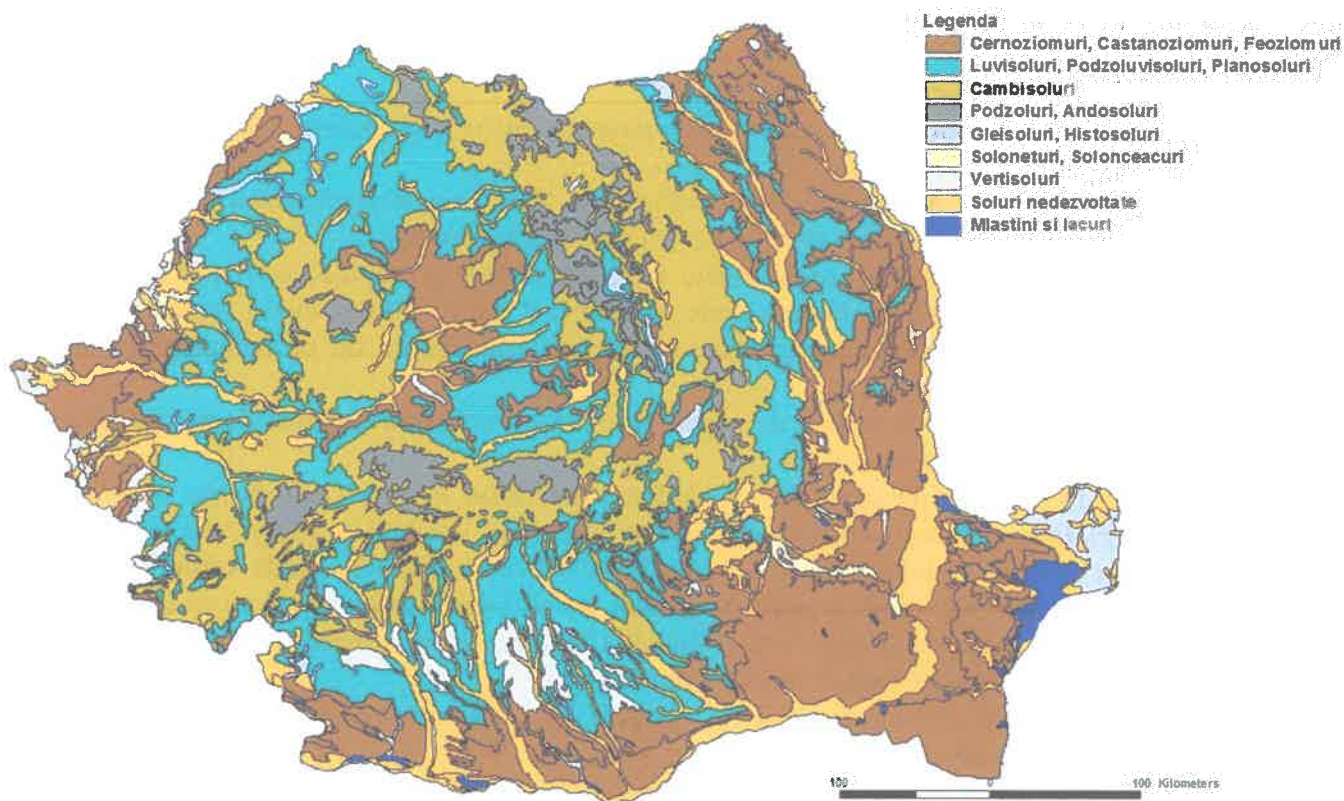 Legenda
Cernoziomuri, Castanoziomuri, Feoziomuri
Luvisoluri, Podzoluvisoluri, Planosoluri
Cambisoluri
Podzoluri, Andosoluri
Gleisoluri, Histosoluri
Soloneturi, Solonceacuri
Vertisoluri
Soluri nedezvoltate
Mlastini si lacuri
100 0 100 Kilometers